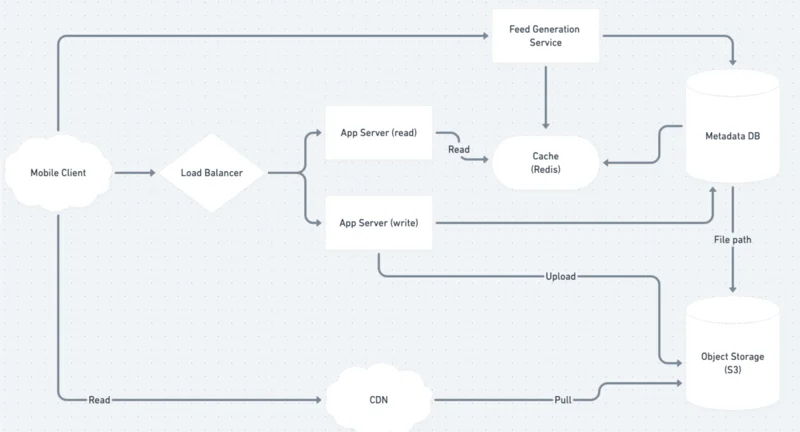 Feed Generation
Service
Metadata DB
App Server (read)
Read
Cache
(Redis)
Mobile Client
Load Balancer
App Server (write)
File path
Upload
Object Storage
(S3)
Read
CDN
Pull